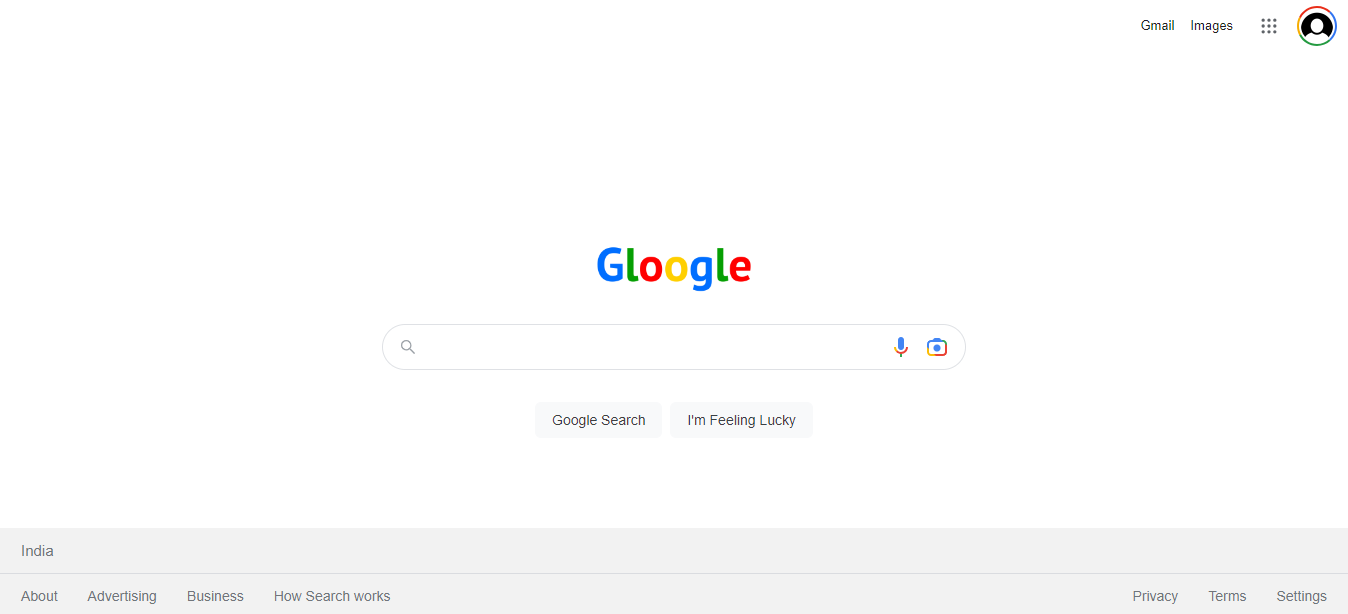 Gmail Images
Gloogle
Google Search I'm Feeling Lucky
India
About Advertising Business How Search works Privacy Terms Settings